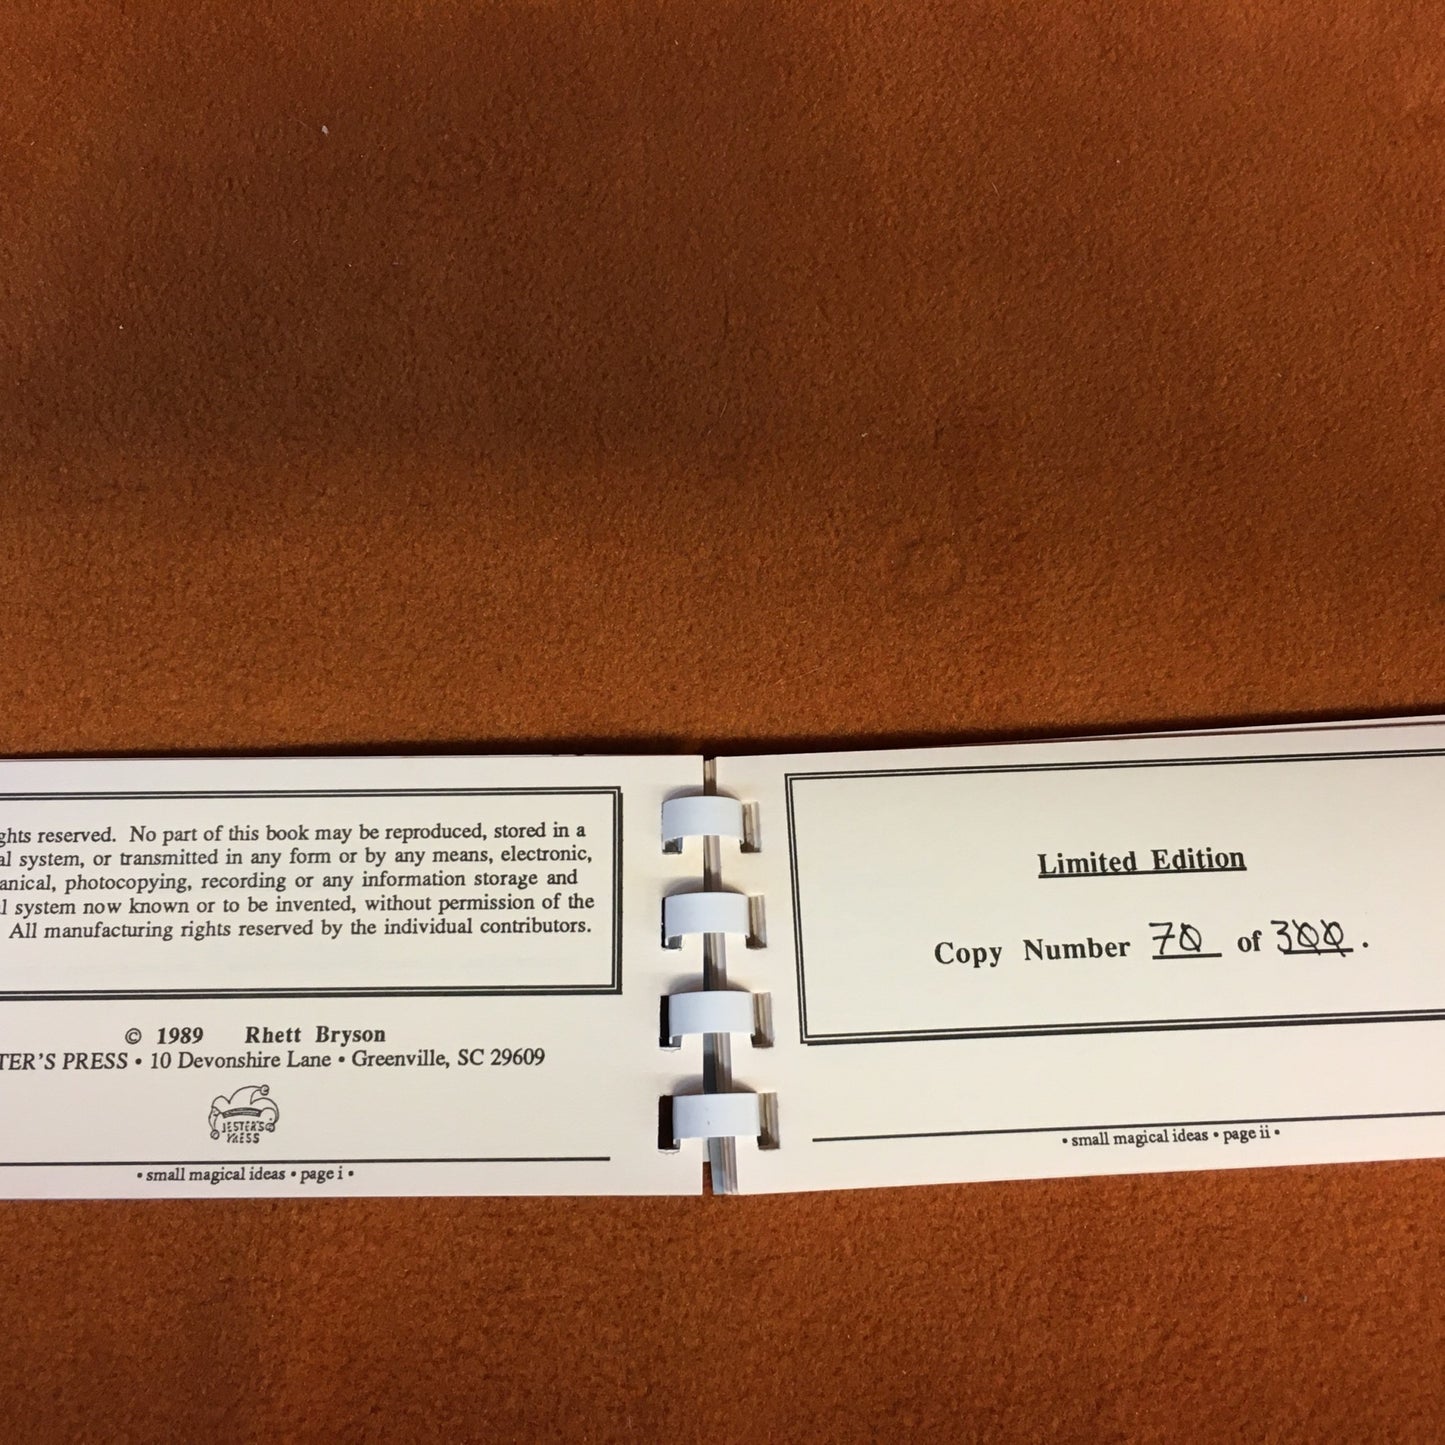 ghts reserved. No part of this book may be reproduced, stored in a
al system, or transmitted in any form or by any means, electronic,
anical, photocopying, recording or any information storage and
l system now known or to be invented, without permission of the
All manufacturing rights reserved by the individual contributors.
© 1989 Rhett Bryson
TER'S PRESS • 10 Devonshire Lane • Greenville, SC 29609
JESTER'S
PRESS
• small magical ideas • page i •
Limited Edition
Copy Number 70 of 300.
• small magical ideas • page ii •